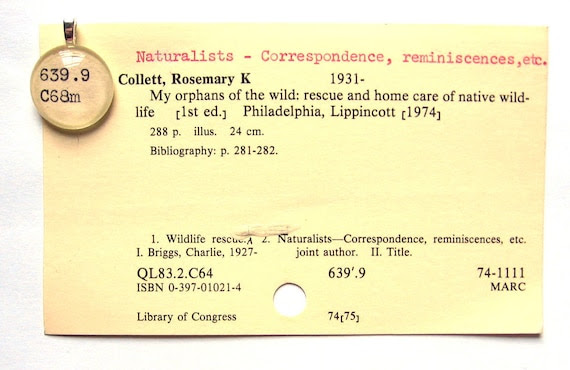 Naturalists - Correspondence, reminiscences,etc.
639.9
C68m
Collett, Rosemary K 1931-
My orphans of the wild: rescue and home care of native wild-
life [1st ed.] Philadelphia, Lippincott [1974]
288 p. illus. 24 cm.
Bibliography: p. 281-282.
1. Wildlife rescue. 2. Naturalists—Correspondence, reminiscences, etc.
I. Briggs, Charlie, 1927- joint author. II. Title.
QL83.2.C64 639'.9 74-1111
ISBN 0-397-01021-4 MARC
Library of Congress 74[75]